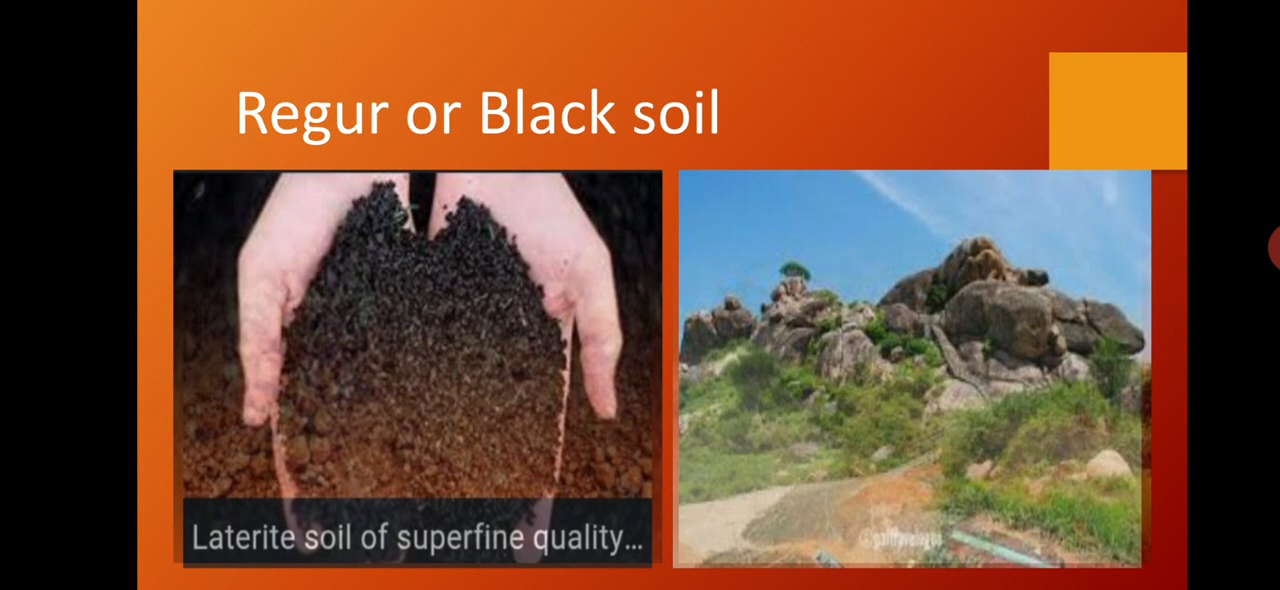 Regur or Black soil
Laterite soil of superfine quality...